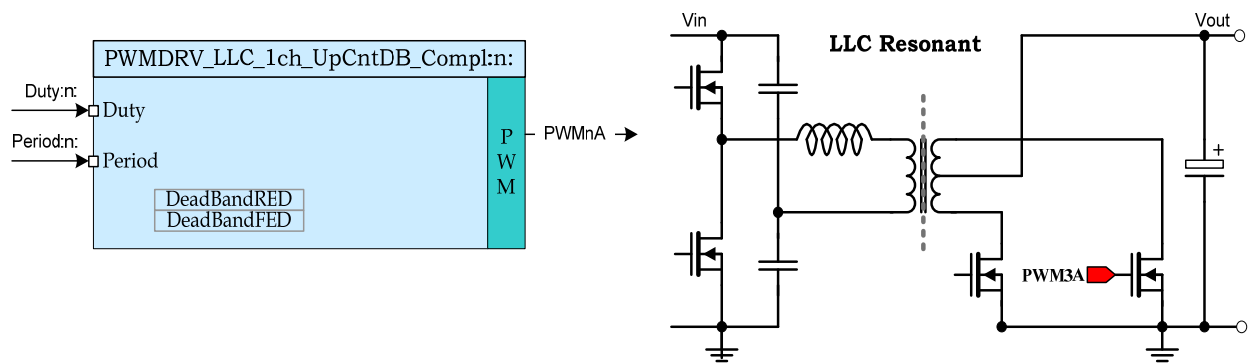 PWMDRV_LLC_1ch_UpCntDB_Compl:n:
Duty:n:
Duty
Period:n:
Period
DeadBandRED
DeadBandFED
P
W
M
PWMnA
Vin
LLC Resonant
Vout
+
PWM3A